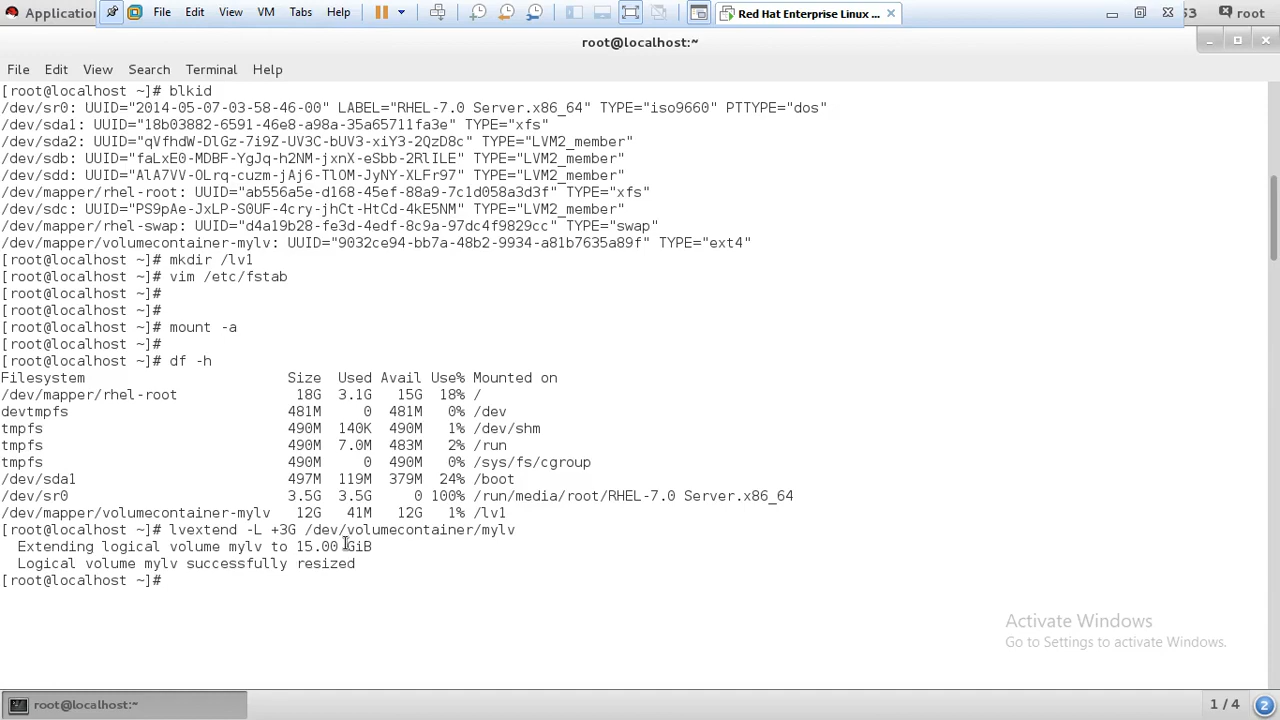 File Edit View VM Tabs Help Red Hat Enterprise Linux ... × 53 root
Application
root@localhost:~
File Edit View Search Terminal Help
[root@localhost ~]# blkid
/dev/sr0: UUID="2014-05-07-03-58-46-00" LABEL="RHEL-7.0 Server.x86_64" TYPE="iso9660" PTTYPE="dos"
/dev/sda1: UUID="18b03882-6591-46e8-a98a-35a65711fa3e" TYPE="xfs"
/dev/sda2: UUID="qVfhdW-DlGz-7i9Z-UV3C-bUV3-xiY3-2QzD8c" TYPE="LVM2_member"
/dev/sdb: UUID="faLxE0-MDBF-YgJq-h2NM-jxnX-eSbb-2RlILE" TYPE="LVM2_member"
/dev/sdd: UUID="AlA7VV-OLrq-cuzm-jAj6-TlOM-JyNY-XLFr97" TYPE="LVM2_member"
/dev/mapper/rhel-root: UUID="ab556a5e-d168-45ef-88a9-7c1d058a3d3f" TYPE="xfs"
/dev/sdc: UUID="PS9pAe-JxLP-S0UF-4cry-jhCt-HtCd-4kE5NM" TYPE="LVM2_member"
/dev/mapper/rhel-swap: UUID="d4a19b28-fe3d-4edf-8c9a-97dc4f9829cc" TYPE="swap"
/dev/mapper/volumecontainer-mylv: UUID="9032ce94-bb7a-48b2-9934-a81b7635a89f" TYPE="ext4"
[root@localhost ~]# mkdir /lv1
[root@localhost ~]# vim /etc/fstab
[root@localhost ~]#
[root@localhost ~]#
[root@localhost ~]# mount -a
[root@localhost ~]#
[root@localhost ~]# df -h
Filesystem Size Used Avail Use% Mounted on
/dev/mapper/rhel-root 18G 3.1G 15G 18% /
devtmpfs 481M 0 481M 0% /dev
tmpfs 490M 140K 490M 1% /dev/shm
tmpfs 490M 7.0M 483M 2% /run
tmpfs 490M 0 490M 0% /sys/fs/cgroup
/dev/sda1 497M 119M 379M 24% /boot
/dev/sr0 3.5G 3.5G 0 100% /run/media/root/RHEL-7.0 Server.x86_64
/dev/mapper/volumecontainer-mylv 12G 41M 12G 1% /lv1
[root@localhost ~]# lvextend -L +3G /dev/volumecontainer/mylv
Extending logical volume mylv to 15.00 GiB
Logical volume mylv successfully resized
[root@localhost ~]#
Activate Windows
Go to Settings to activate Windows.
root@localhost:~ 1 / 4 2